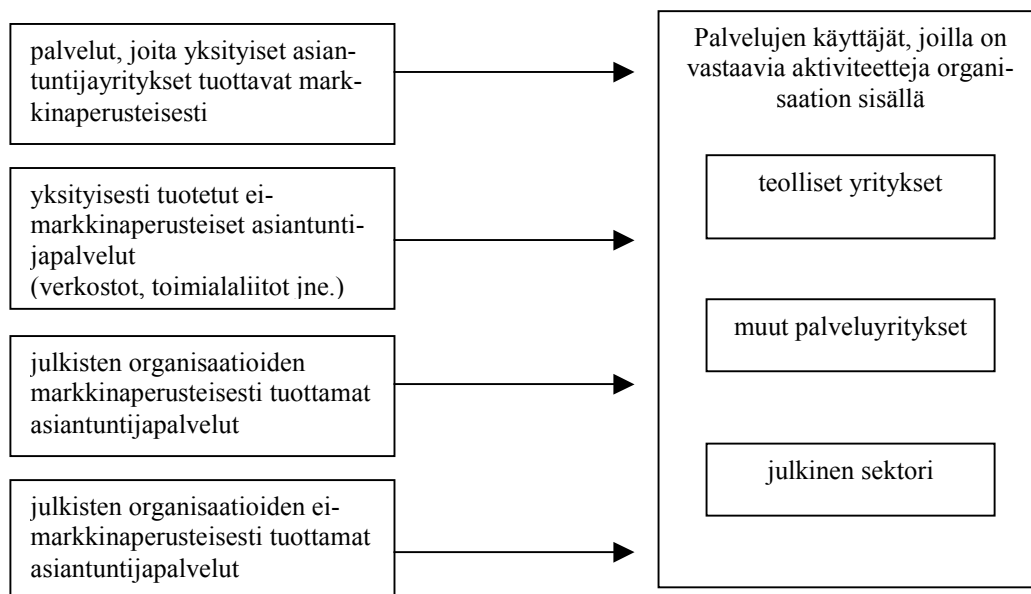 palvelut, joita yksityiset asian-
tuntijayritykset tuottavat mark-
kinaperusteisesti
yksityisesti tuotetut ei-
markkinaperusteiset asiantunti-
japalvelut
(verkostot, toimialaliitot jne.)
julkisten organisaatioiden
markkinaperusteisesti tuottamat
asiantuntijapalvelut
julkisten organisaatioiden ei-
markkinaperusteisesti tuottamat
asiantuntijapalvelut
Palvelujen käyttäjät, joilla on
vastaavia aktiviteetteja organi-
saation sisällä
teolliset yritykset
muut palveluyritykset
julkinen sektori